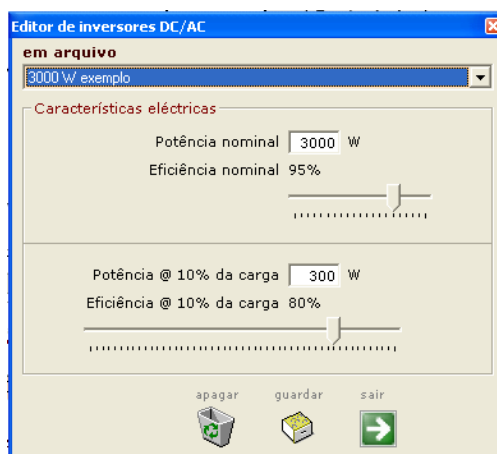 Editor de inversores DC/AC
em arquivo
3000 W exemplo
Características eléctricas
Potência nominal 3000 W
Eficiência nominal 95%
Potência @ 10% da carga 300 W
Eficiência @ 10% da carga 80%
apagar guardar sair